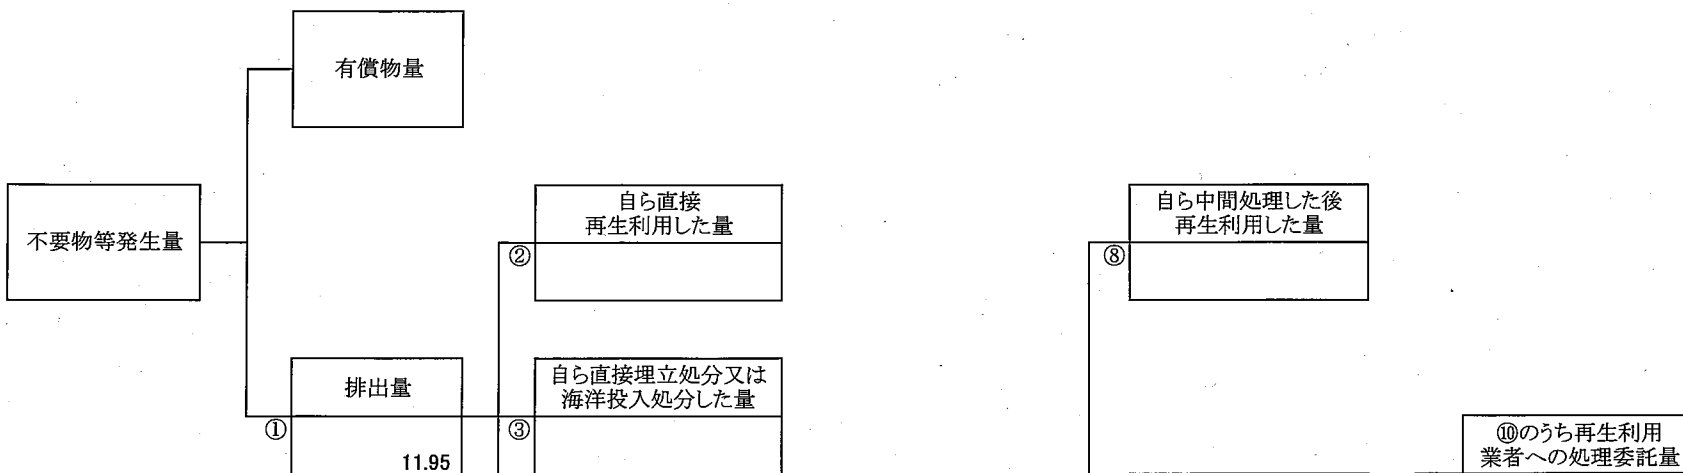 有償物量
不要物等発生量
自ら直接
再生利用した量
②
自ら中間処理した後
再生利用した量
⑧
排出量
①
11.95
自ら直接埋立処分又は
海洋投入処分した量
③
⑩のうち再生利用
業者への処理委託量